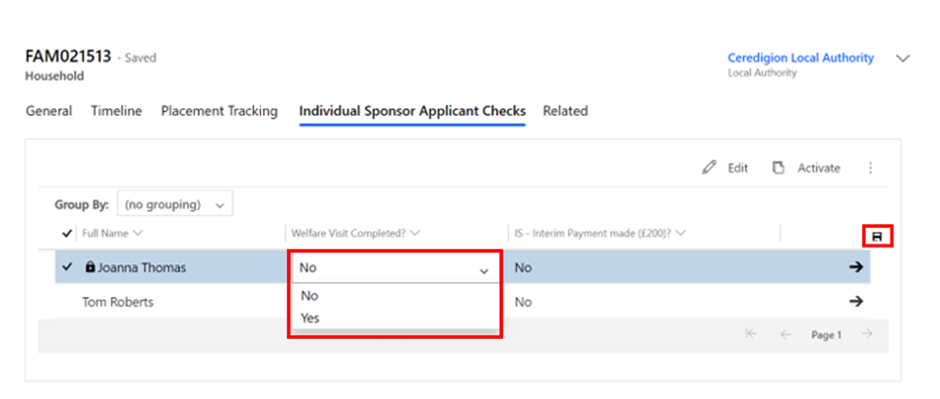 FAM021513 - Saved
Household
Ceredigion Local Authority
Local Authority
General Timeline Placement Tracking Individual Sponsor Applicant Checks Related
Edit Activate
Group By: (no grouping)
Full Name Welfare Visit Completed? IS - Interim Payment made (£200)?
Joanna Thomas No No
No
Tom Roberts No
Yes
Page 1